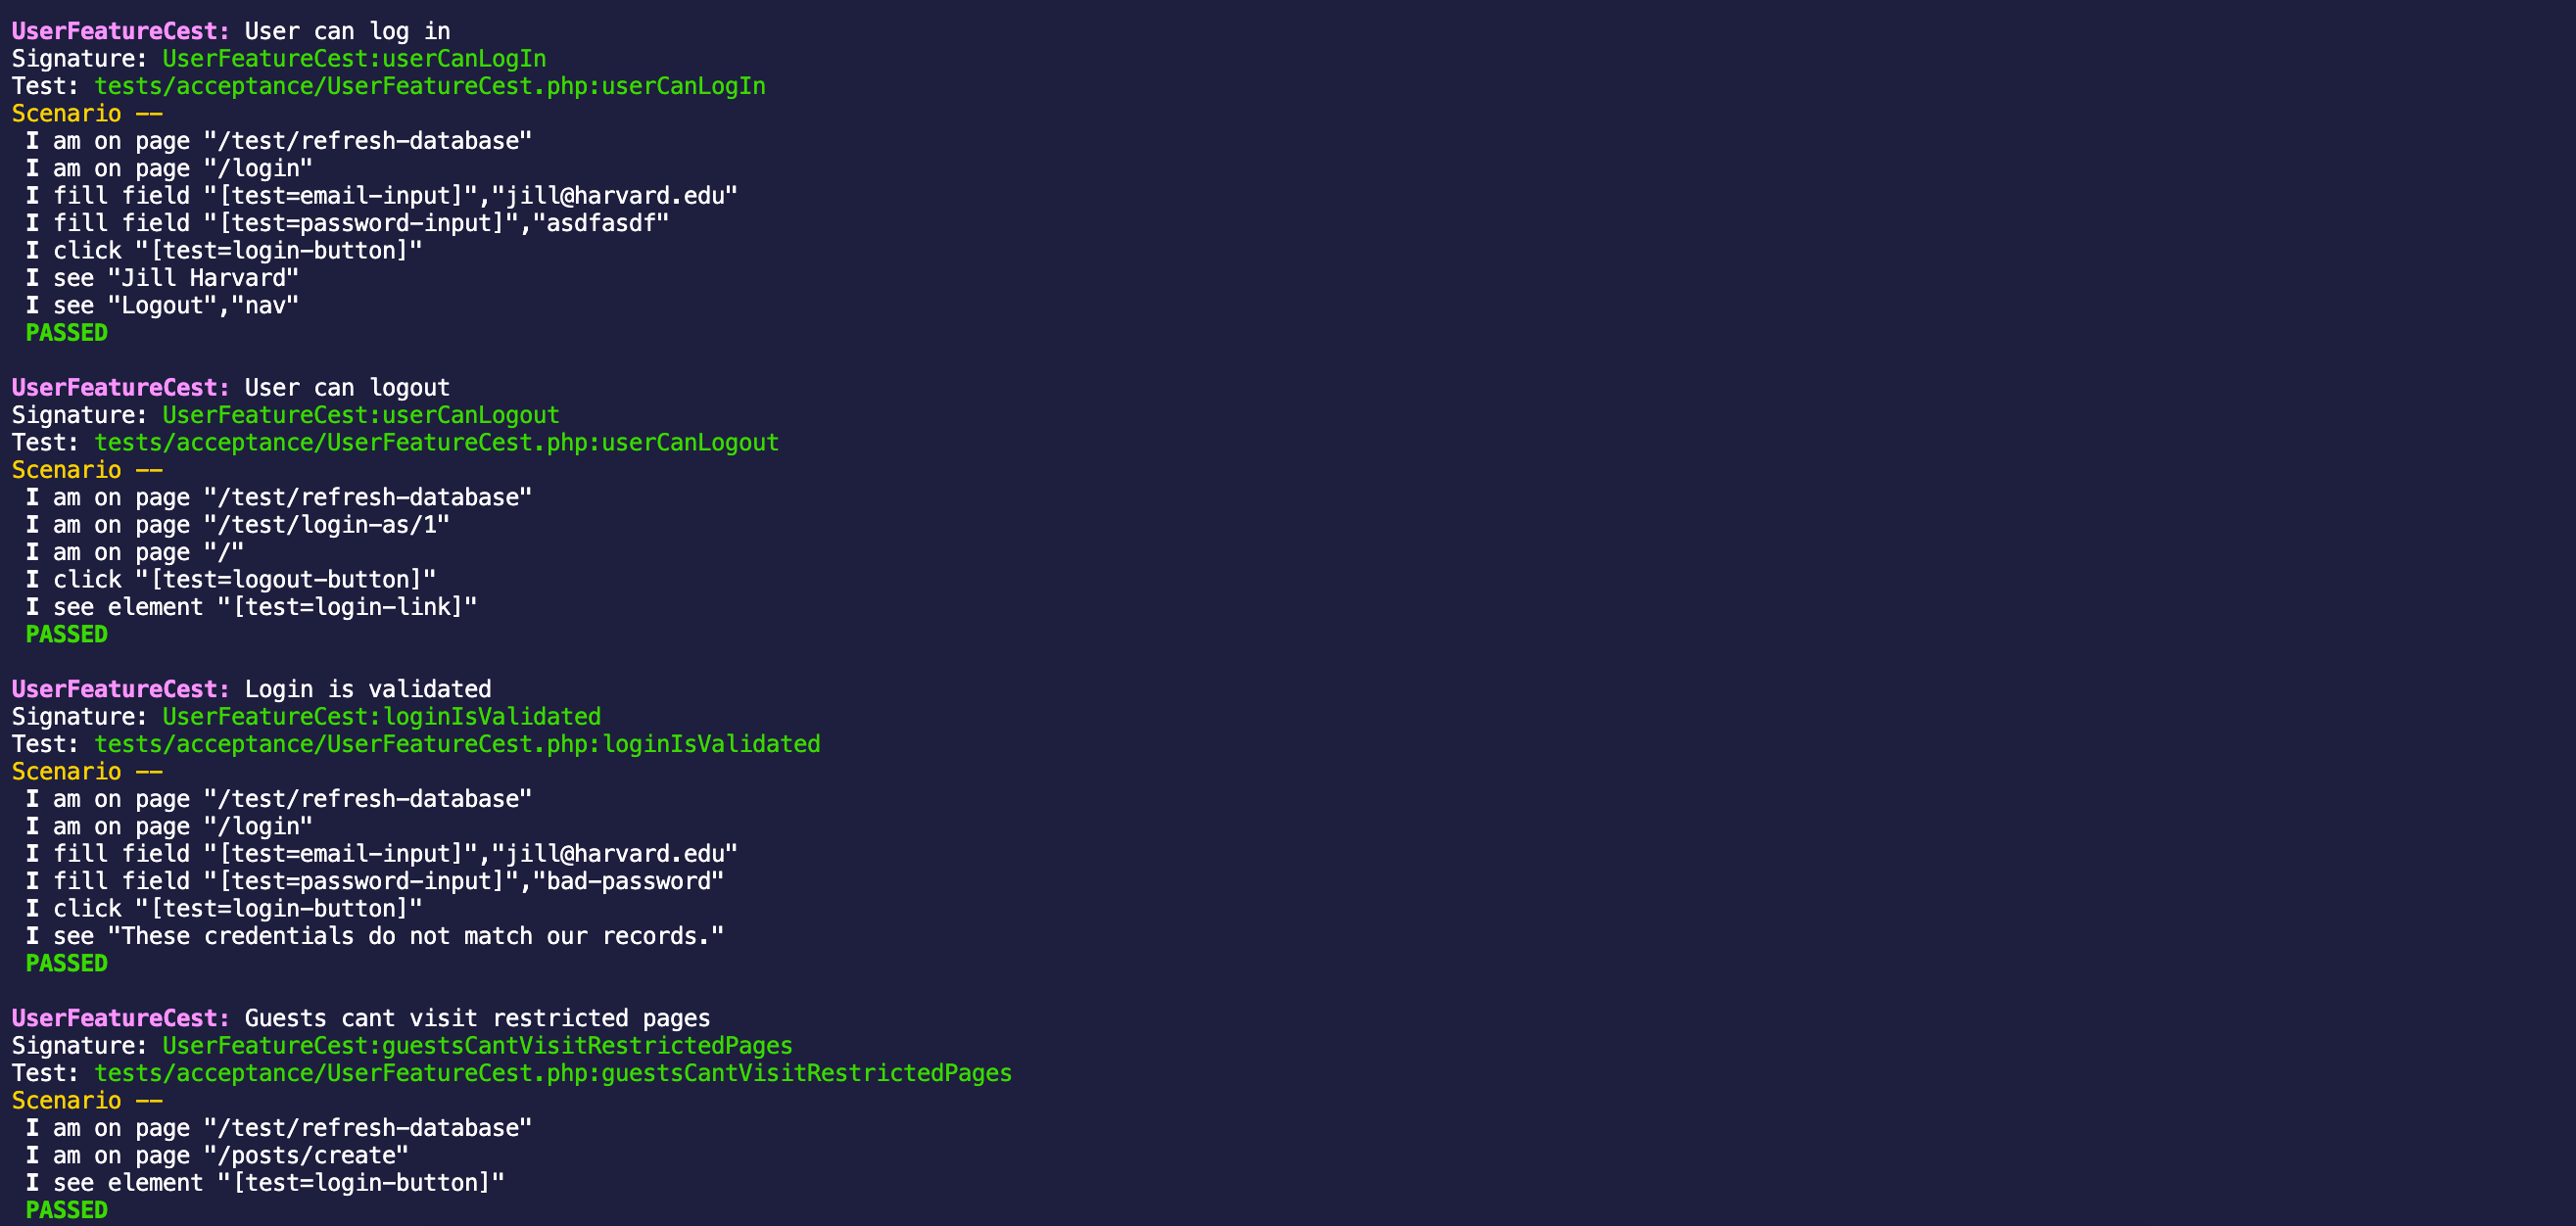 UserFeatureCest: User can log in
Signature: UserFeatureCest:userCanLogIn
Test: tests/acceptance/UserFeatureCest.php:userCanLogIn
Scenario --
I am on page "/test/refresh-database"
I am on page "/login"
I fill field "[test=email-input]","jill@harvard.edu"
I fill field "[test=password-input]","asdfasdf"
I click "[test=login-button]"
I see "Jill Harvard"
I see "Logout","nav"
PASSED
UserFeatureCest: User can logout
Signature: UserFeatureCest:userCanLogout
Test: tests/acceptance/UserFeatureCest.php:userCanLogout
Scenario --
I am on page "/test/refresh-database"
I am on page "/test/login-as/1"
I am on page "/"
I click "[test=logout-button]"
I see element "[test=login-link]"
PASSED
UserFeatureCest: Login is validated
Signature: UserFeatureCest:loginIsValidated
Test: tests/acceptance/UserFeatureCest.php:loginIsValidated
Scenario --
I am on page "/test/refresh-database"
I am on page "/login"
I fill field "[test=email-input]","jill@harvard.edu"
I fill field "[test=password-input]","bad-password"
I click "[test=login-button]"
I see "These credentials do not match our records."
PASSED
UserFeatureCest: Guests cant visit restricted pages
Signature: UserFeatureCest:guestsCantVisitRestrictedPages
Test: tests/acceptance/UserFeatureCest.php:guestsCantVisitRestrictedPages
Scenario --
I am on page "/test/refresh-database"
I am on page "/posts/create"
I see element "[test=login-button]"
PASSED